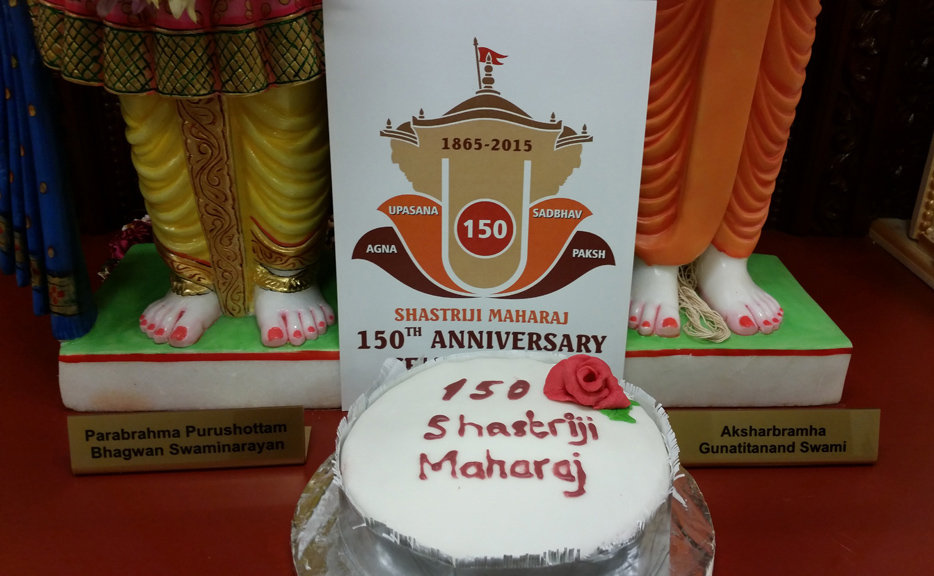 1865-2015
UPASANA
SADBHAV
150
AGNA
PAKSH
SHASTRIJI MAHARAJ
150TH ANNIVERSARY
150
Shastriji
Maharaj
Parabrahma Purushottam
Bhagwan Swaminarayan
Aksharbramha
Gunatitanand Swami